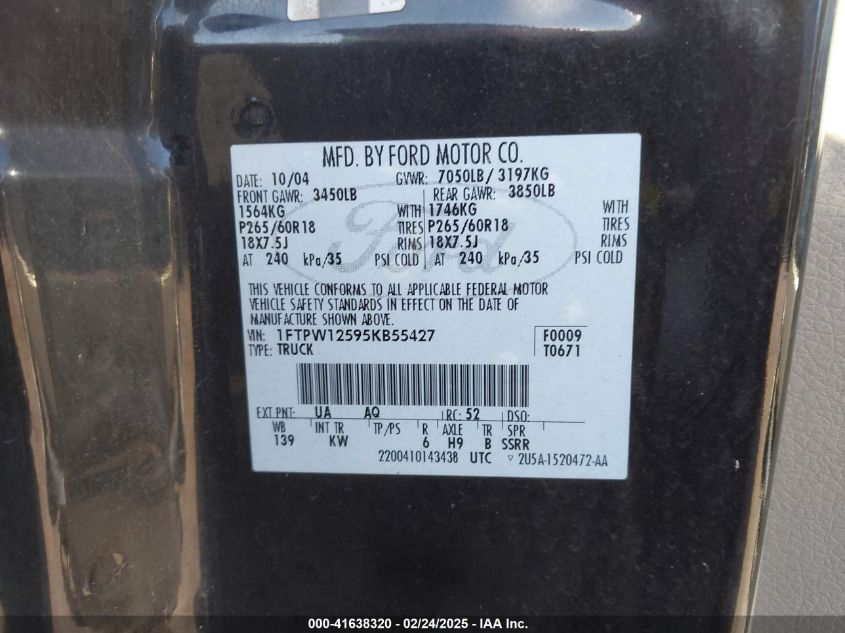 MFD. BY FORD MOTOR CO.
DATE: 10/04 GVWR: 7050LB/ 3197KG
FRONT GAWR: 3450LB REAR GAWR: 3850LB
1564KG WITH 1746KG WITH
P265/60R18 TIRES P265/60R18 TIRES
18X7.5J RIMS 18X7.5J RIMS
AT 240 kPa/35 PSI COLD AT 240 kPa/35 PSI COLD
Ford
THIS VEHICLE CONFORMS TO ALL APPLICABLE FEDERAL MOTOR
VEHICLE SAFETY STANDARDS IN EFFECT ON THE DATE OF
MANUFACTURE SHOWN ABOVE.
VIN: 1FTPW12595KB55427 F0009
TYPE: TRUCK T0671
EXT PNT: UA AQ RC: 52 DSO:
WB INT TR TP/PS R AXLE TR SPR
139 KW 6 H9 B SSRR
2200410143438 UTC ▽ 2U5A-1520472-AA
000-41638320 / 02/24/2025 - IAA Inc.